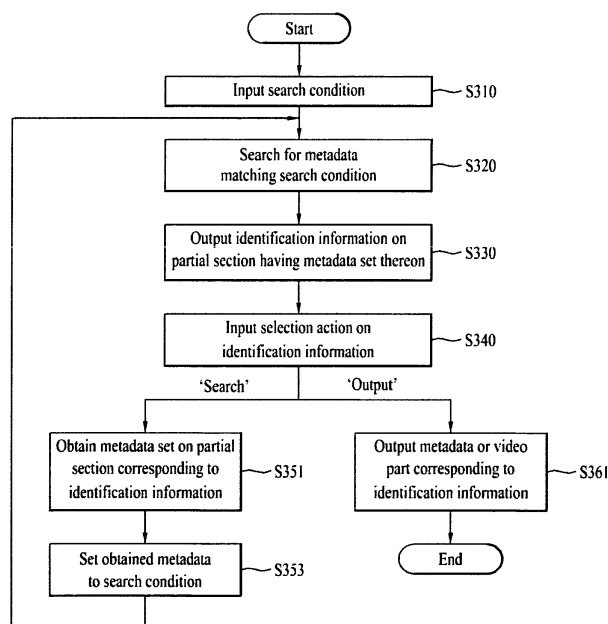 Start
Input search condition
S310
Search for metadata
matching search condition
S320
Output identification information on
partial section having metadata set thereon
S330
Input selection action on
identification information
S340
‘Search’
‘Output’
Obtain metadata set on partial
section corresponding to
identification information
S351
Output metadata or video
part corresponding to
identification information
S361
Set obtained metadata
to search condition
S353
End